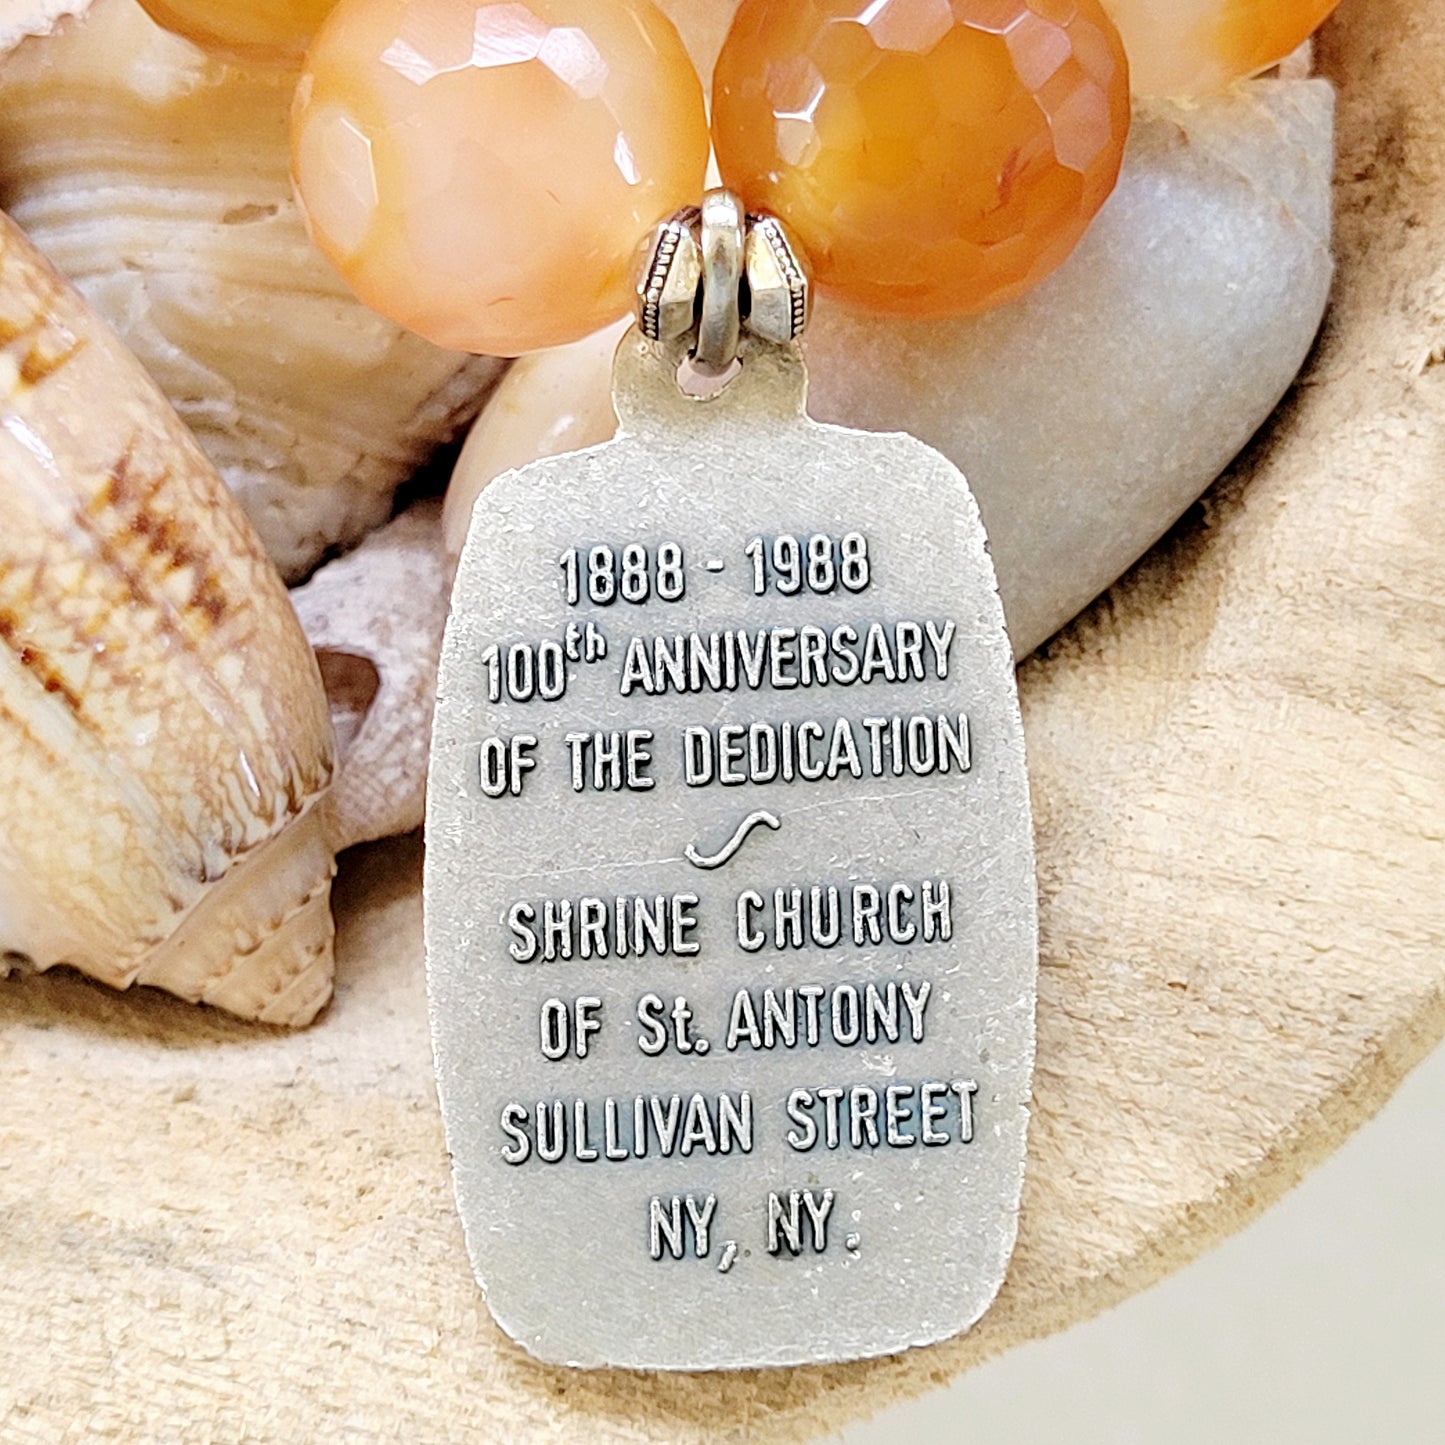 1888 - 1988
100th ANNIVERSARY
OF THE DEDICATION
SHRINE CHURCH
OF St. ANTONY
SULLIVAN STREET
NY, NY.